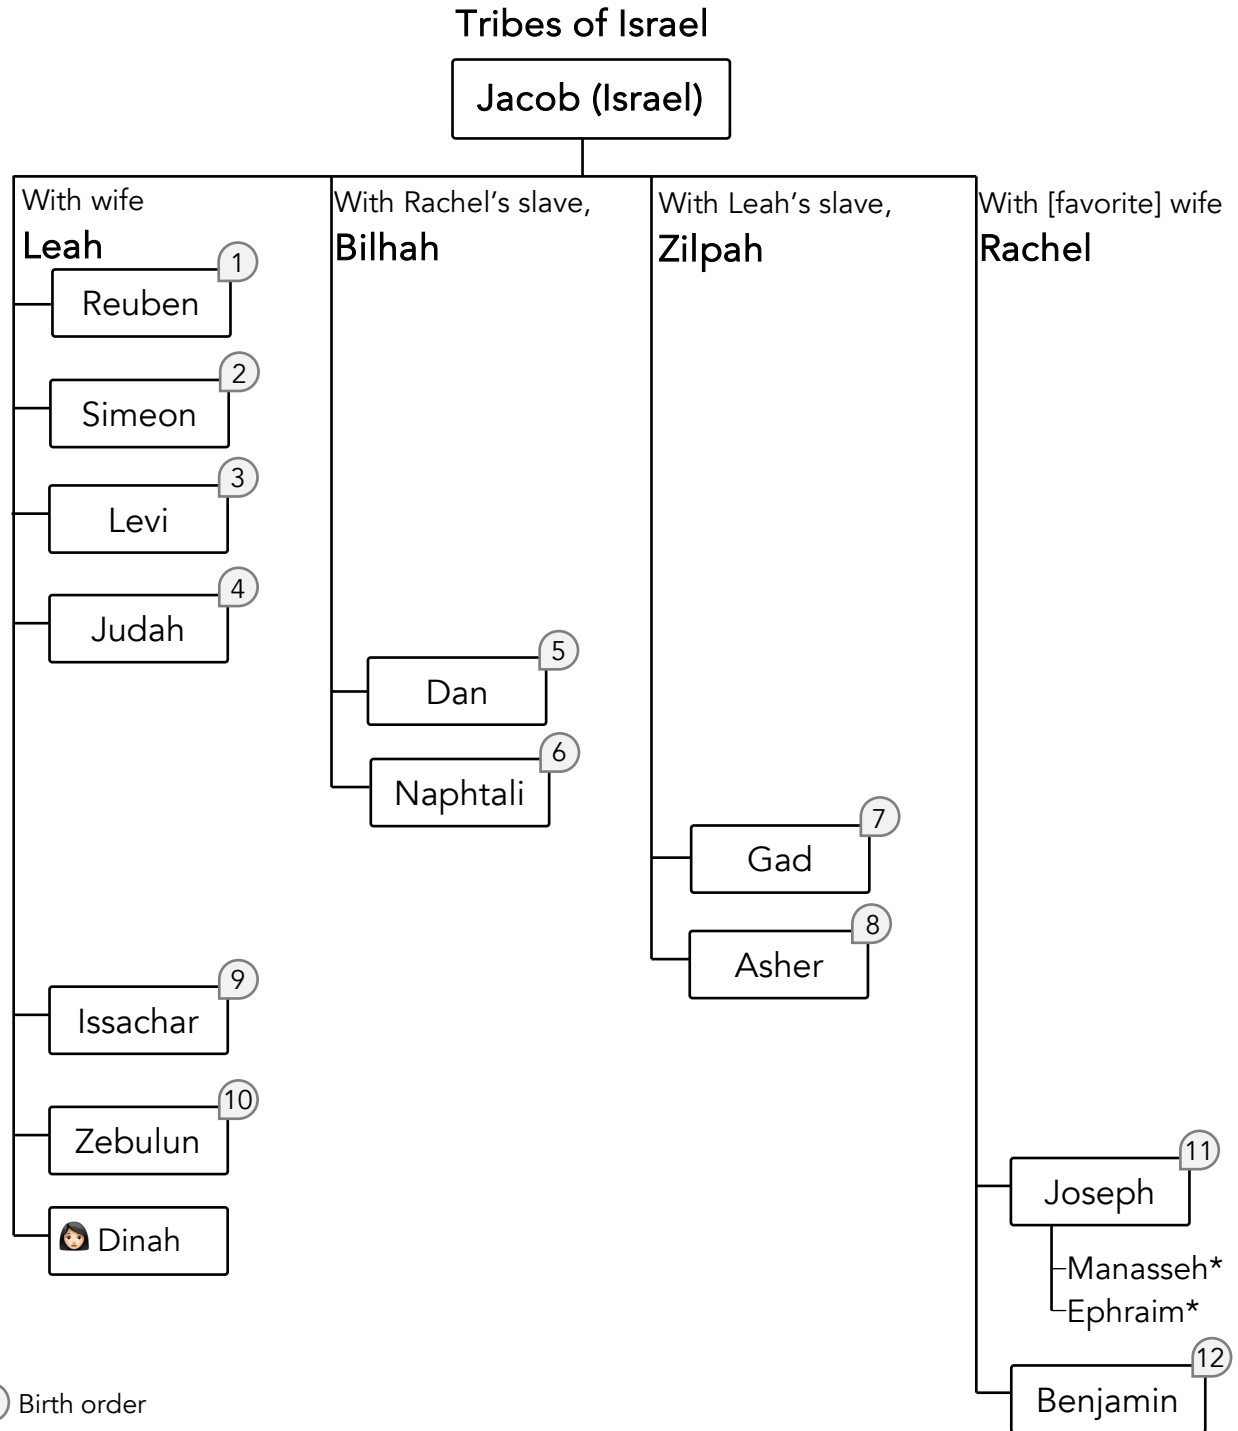 Tribes of Israel
Jacob (Israel)
With wife
Leah
1
Reuben
2
Simeon
3
Levi
4
Judah
9
Issachar
10
Zebulun
Dinah
With Rachel’s slave,
Bilhah
5
Dan
6
Naphtali
With Leah’s slave,
Zilpah
7
Gad
8
Asher
With [favorite] wife
Rachel
11
Joseph
Manasseh*
Ephraim*
12
Benjamin
Birth order